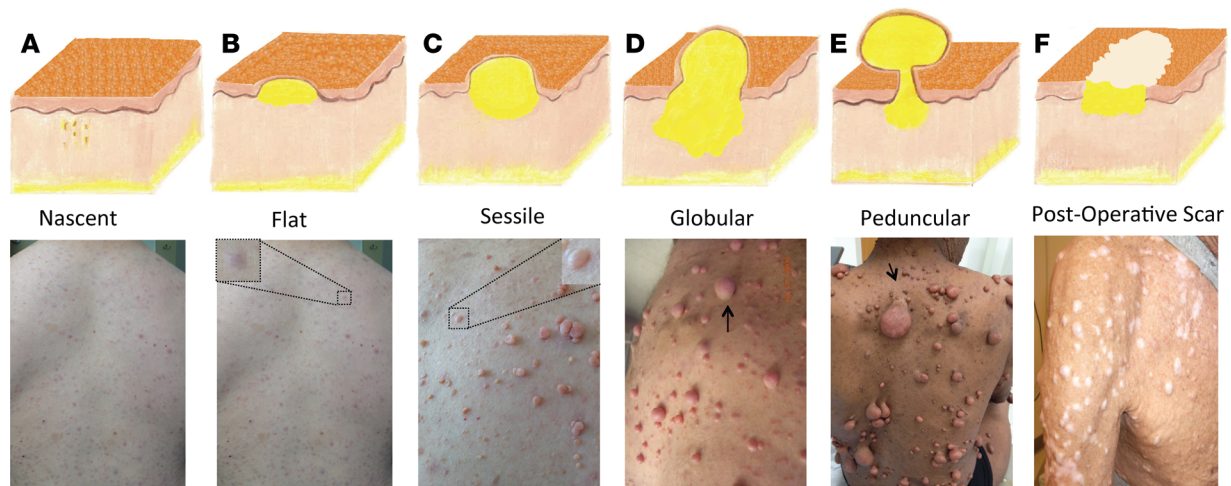 A
B
C
D
E
F
Nascent
Flat
Sessile
Globular
Peduncular
Post-Operative Scar